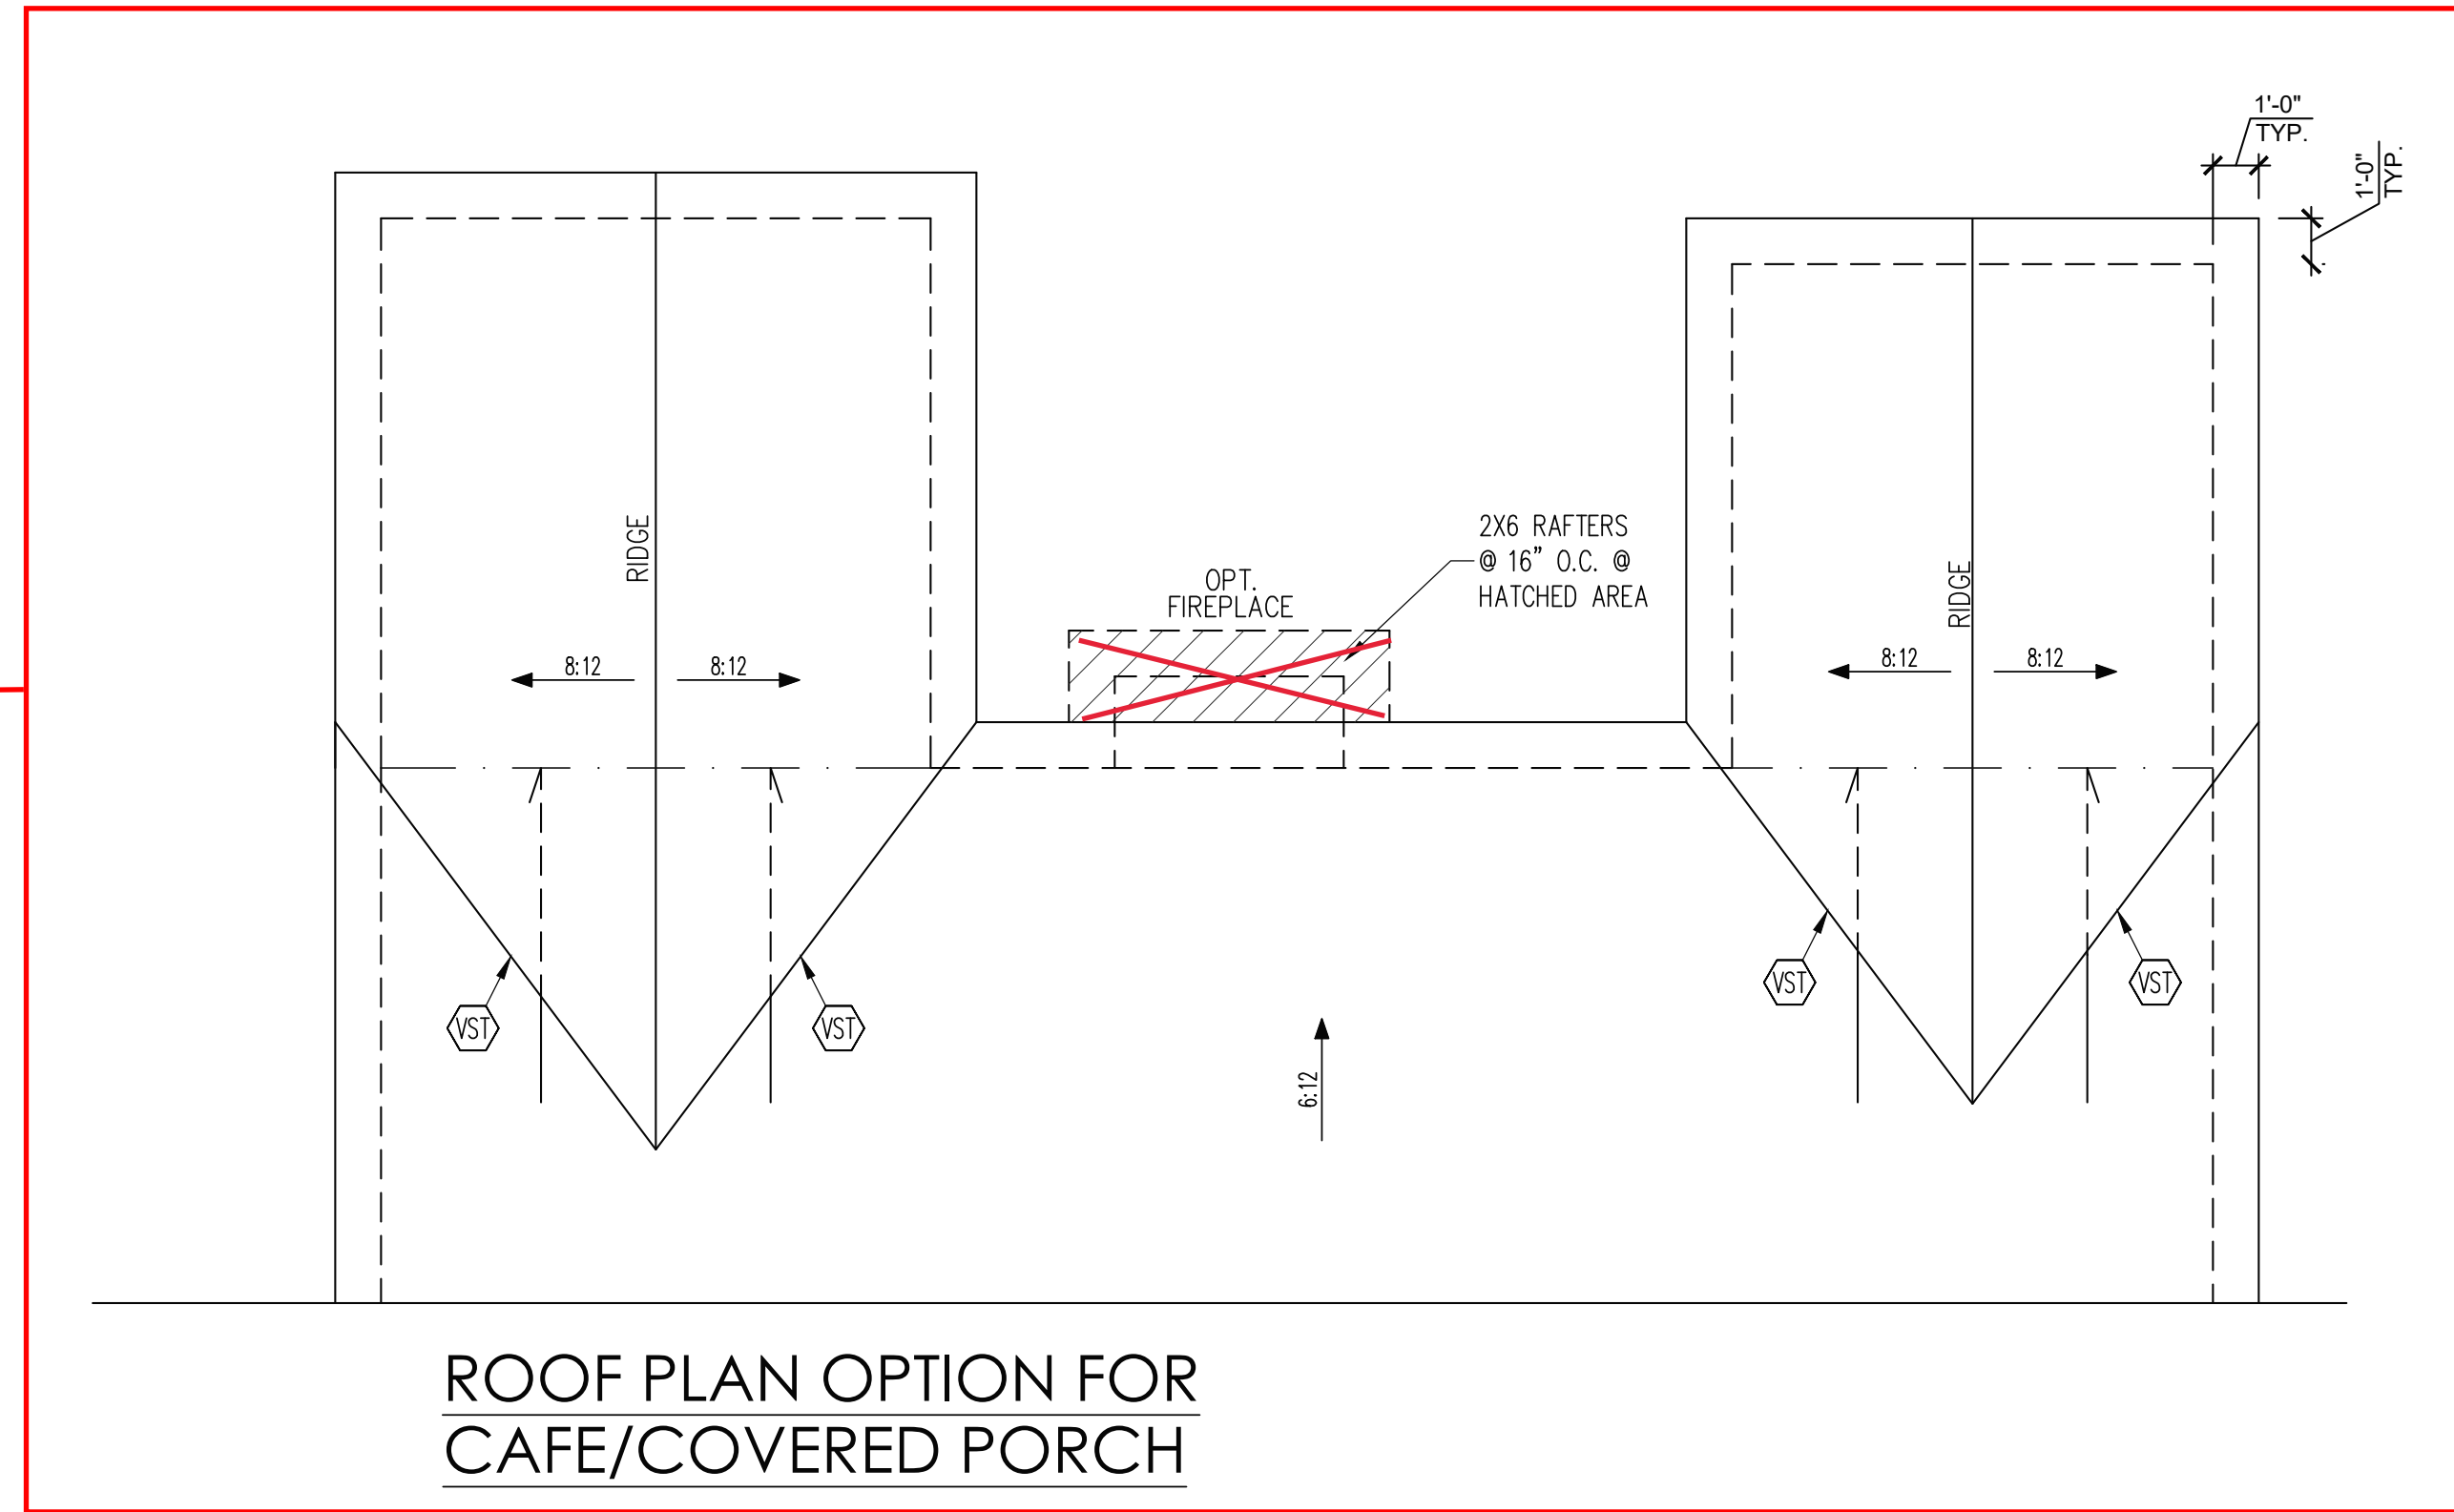 1'-0"
TYP.
1'-0"
TYP.
2X6 RAFTERS
@ 16" O.C. @
HATCHED AREA
OPT.
FIREPLACE
RIDGE
RIDGE
8:12
8:12
8:12
8:12
VST
VST
VST
VST
6:12
ROOF PLAN OPTION FOR
CAFE/COVERED PORCH